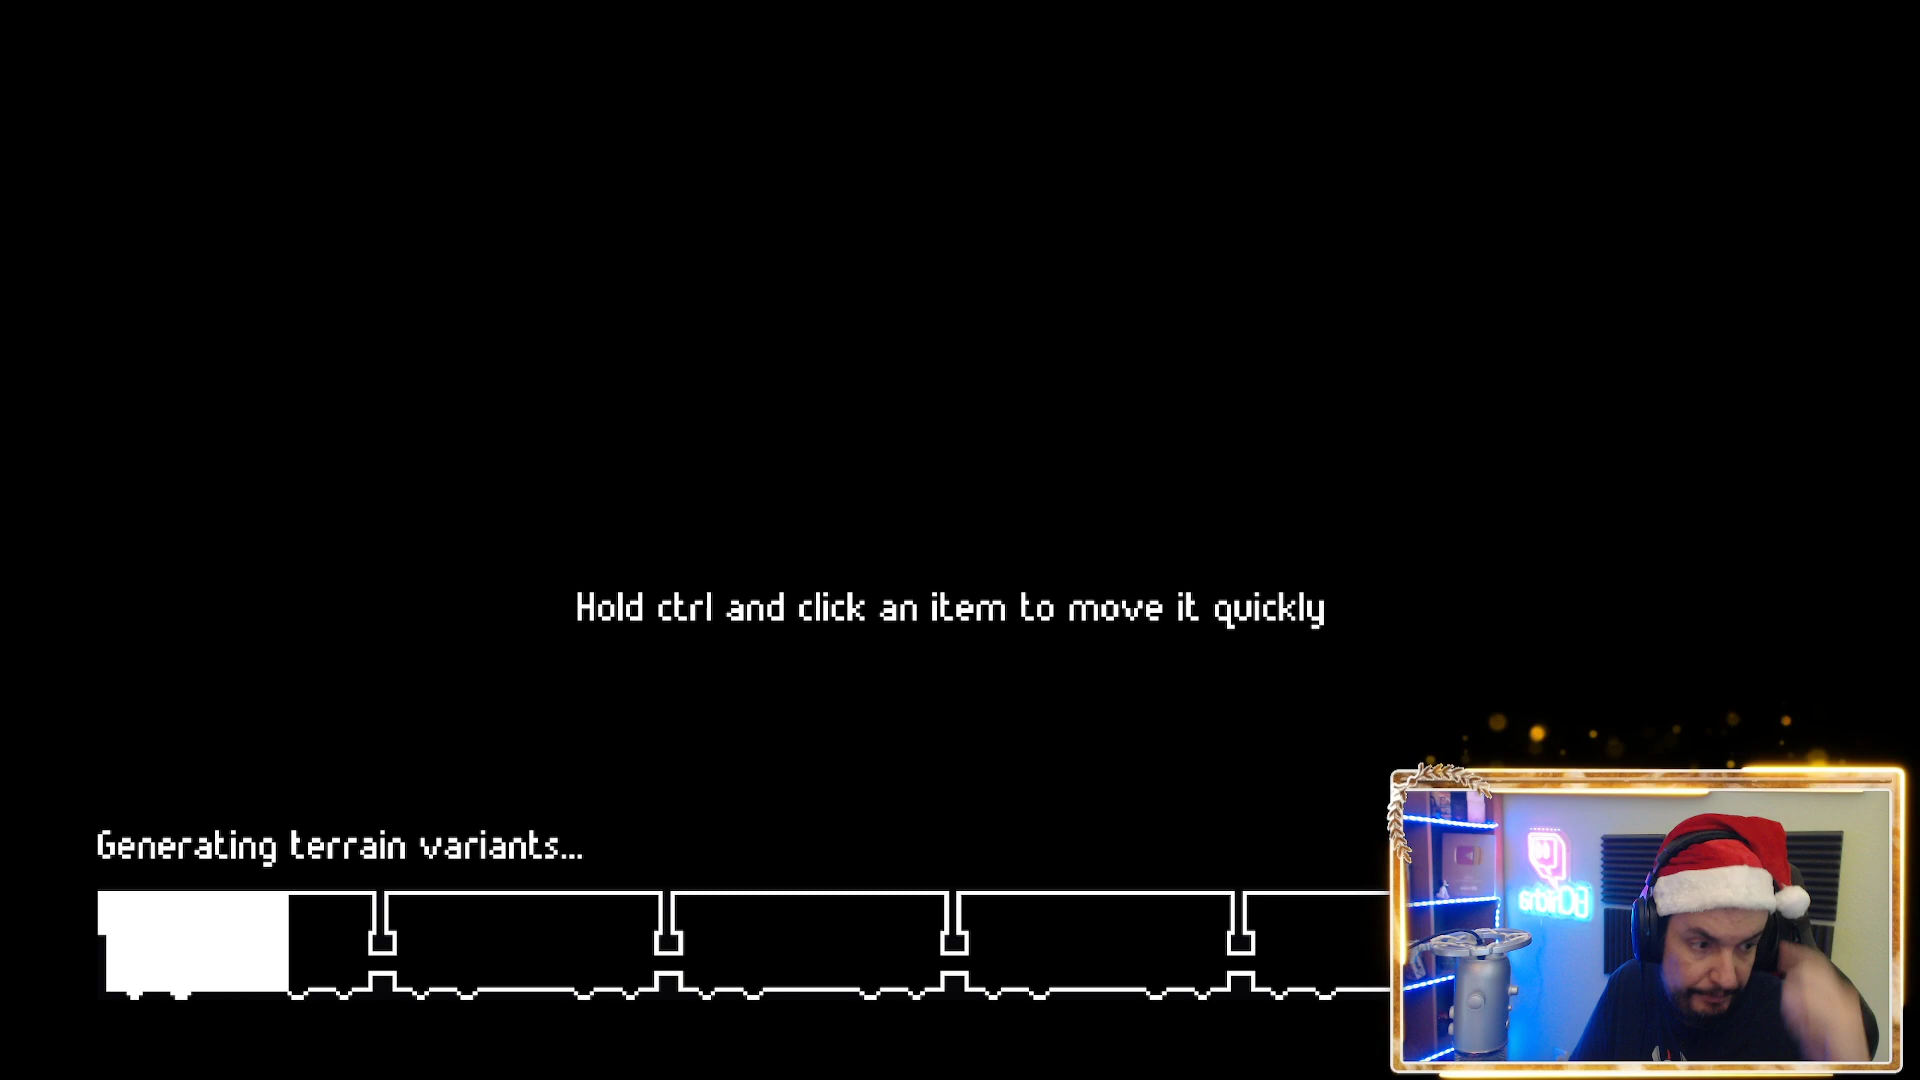 Hold ctrl and click an item to move it quickly
Generating terrain variants...